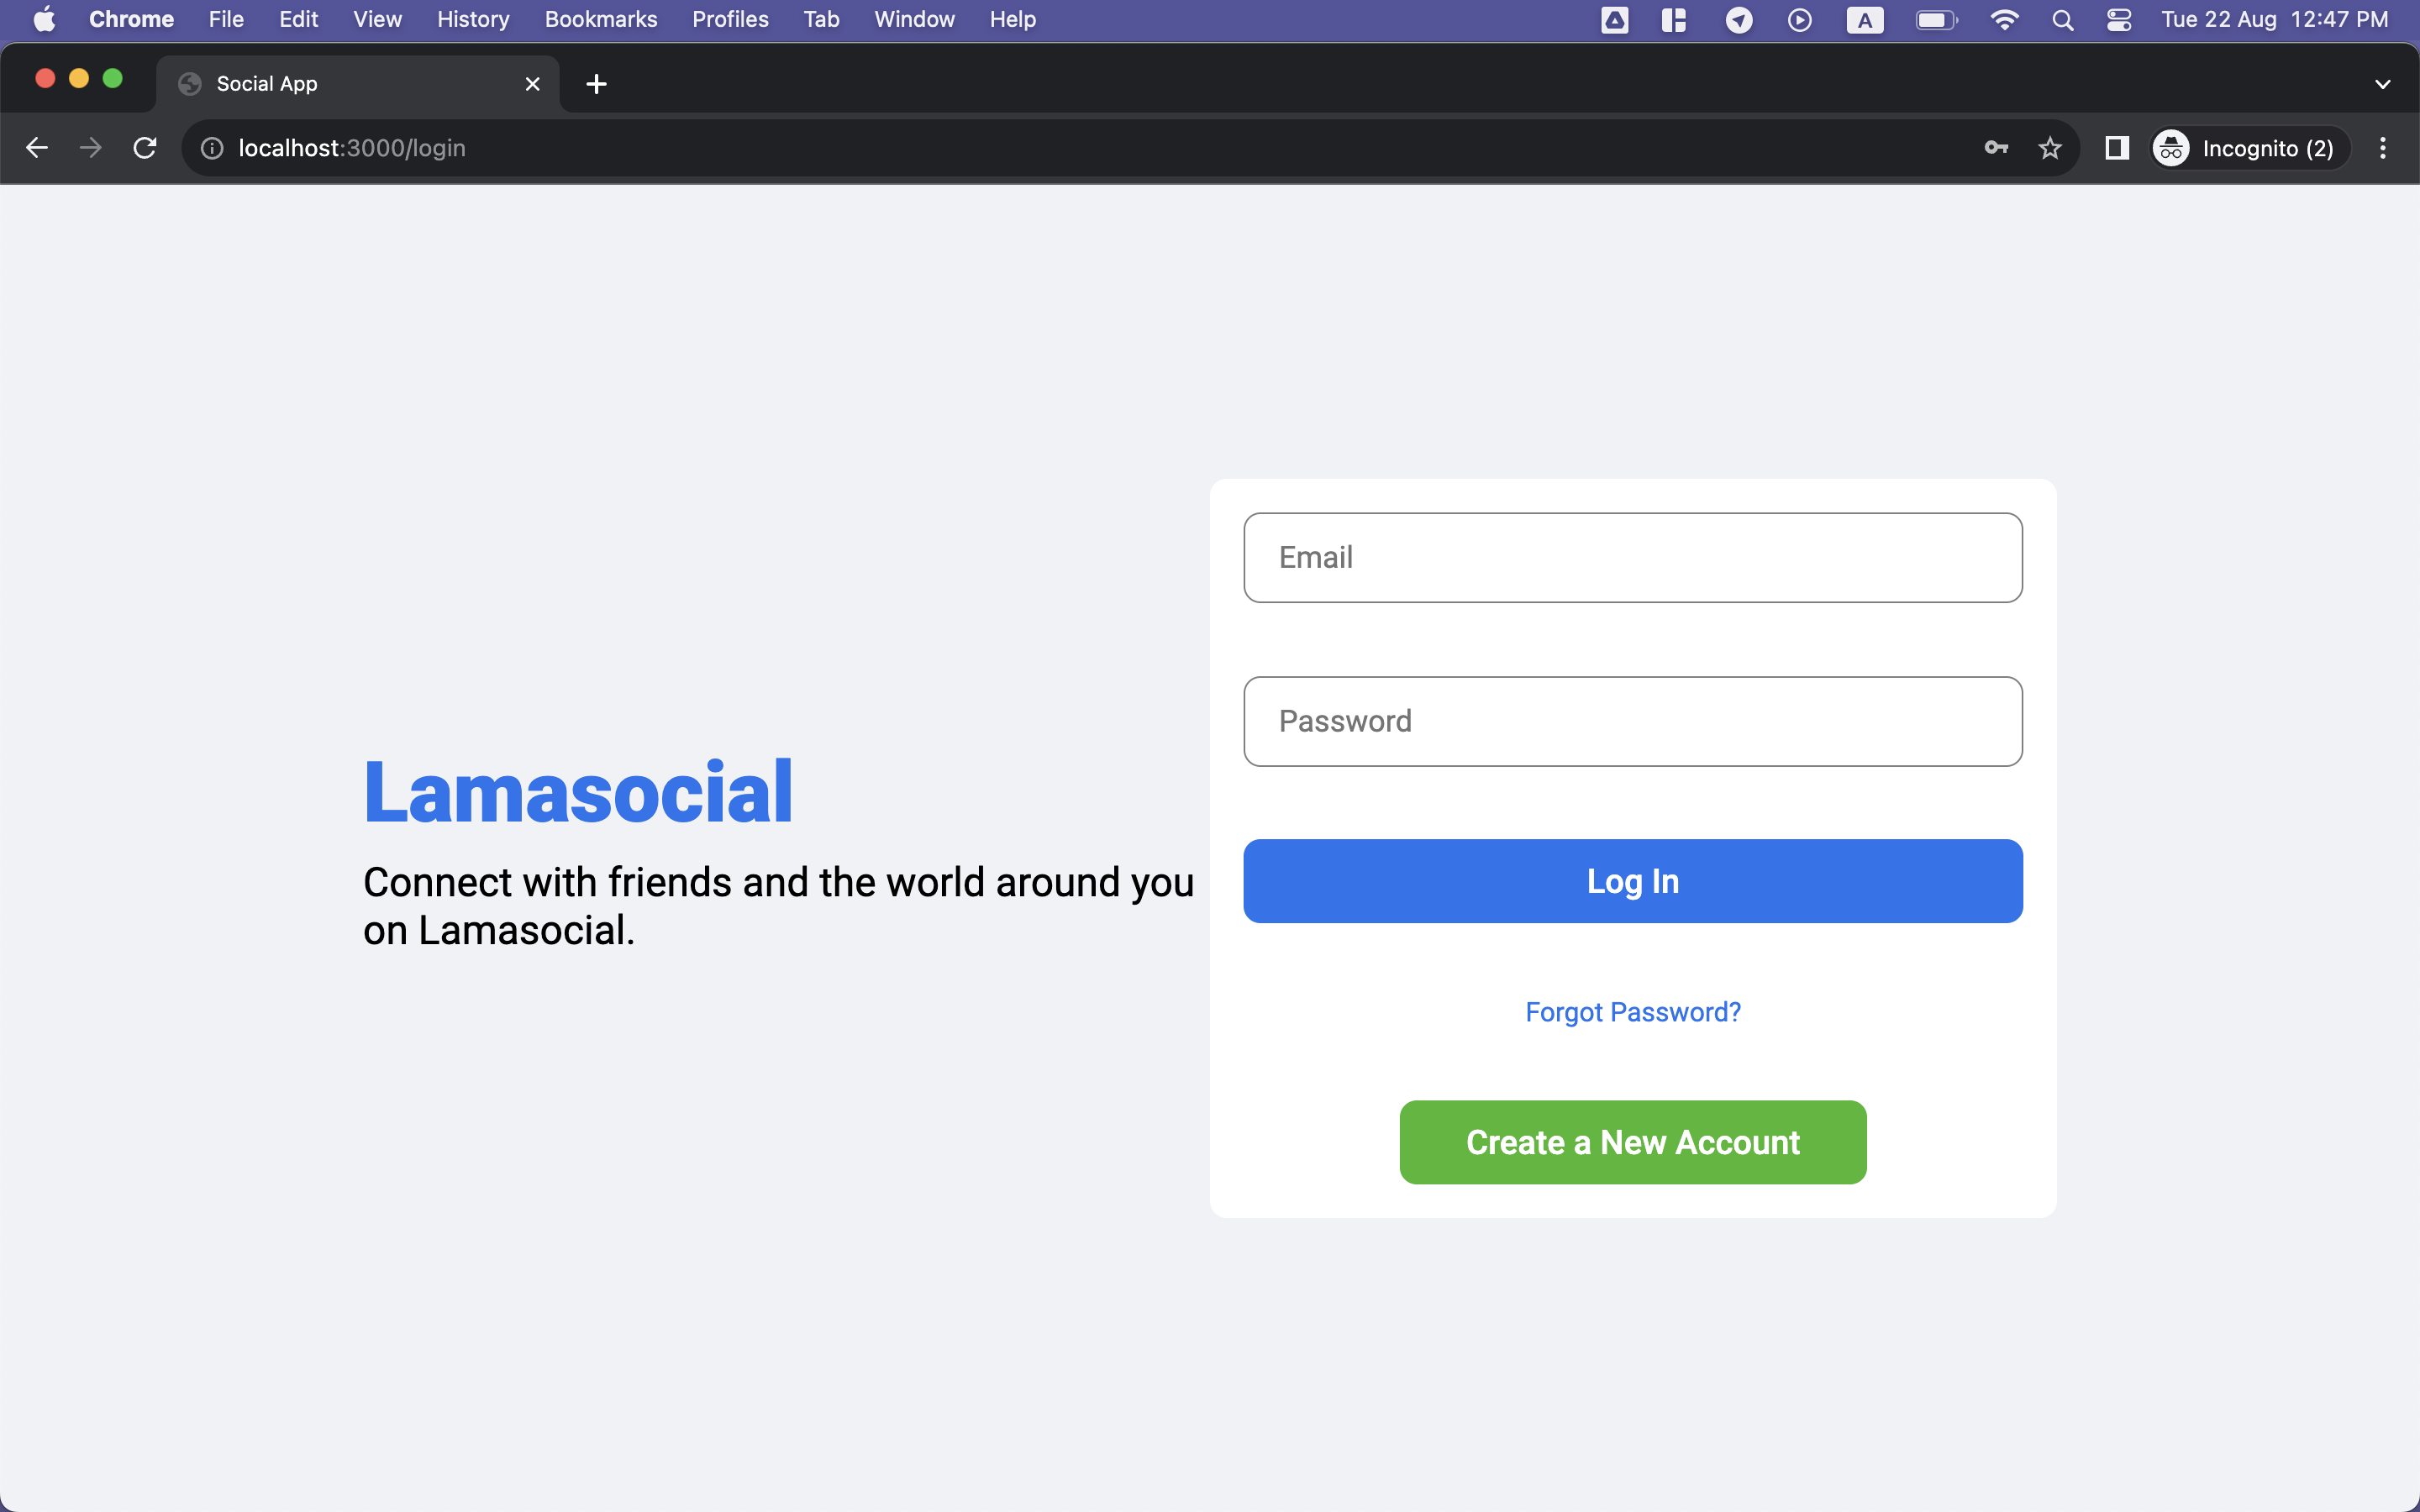 Chrome File Edit View History Bookmarks Profiles Tab Window Help A Tue 22 Aug 12:47 PM
Social App
localhost:3000/login Incognito (2)
Email
Password
Lamasocial
Connect with friends and the world around you
on Lamasocial.
Log In
Forgot Password?
Create a New Account